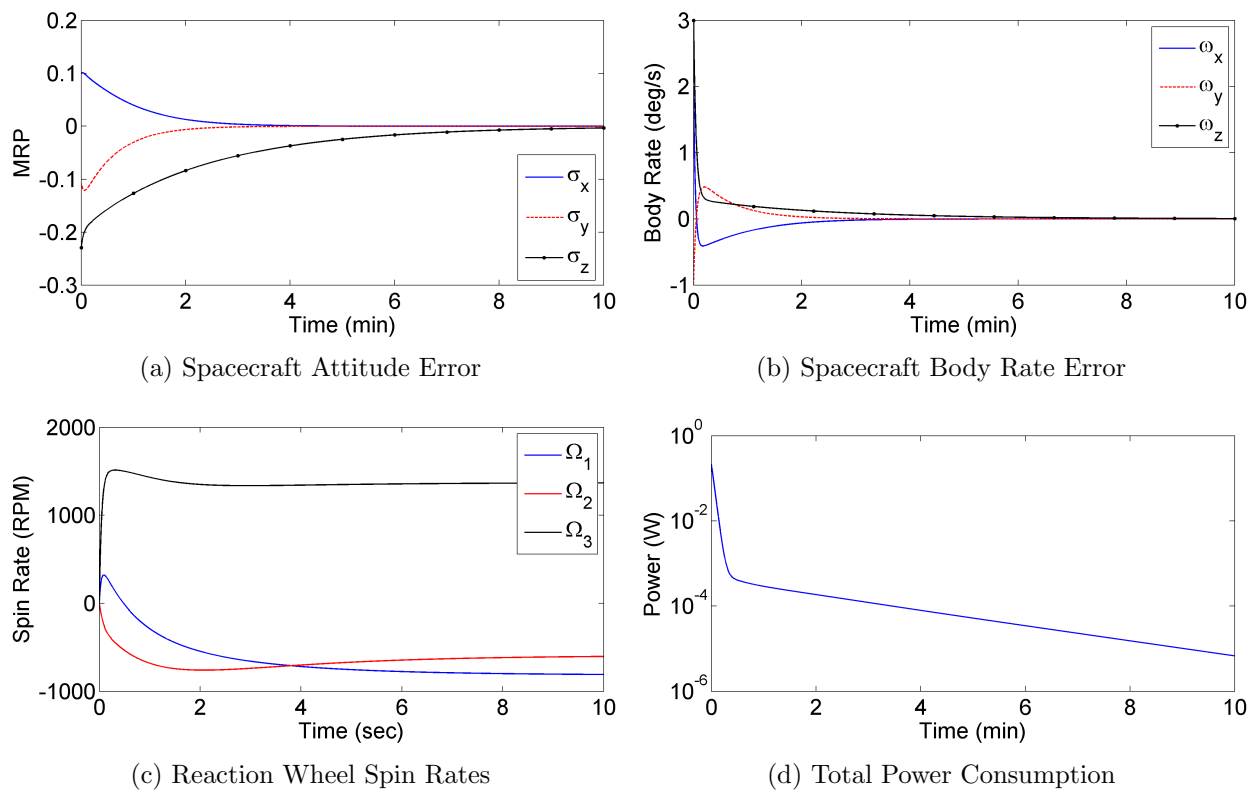 0.2
0.1
0
-0.1
-0.2
-0.3
MRP
0 2 4 6 8 10
Time (min)
σx
σy
σz
(a) Spacecraft Attitude Error
3
2
1
0
-1
Body Rate (deg/s)
0 2 4 6 8 10
Time (min)
ωx
ωy
ωz
(b) Spacecraft Body Rate Error
2000
1000
0
-1000
Spin Rate (RPM)
0 2 4 6 8 10
Time (sec)
Ω1
Ω2
Ω3
(c) Reaction Wheel Spin Rates
10^0
10^-2
10^-4
10^-6
Power (W)
0 2 4 6 8 10
Time (min)
(d) Total Power Consumption